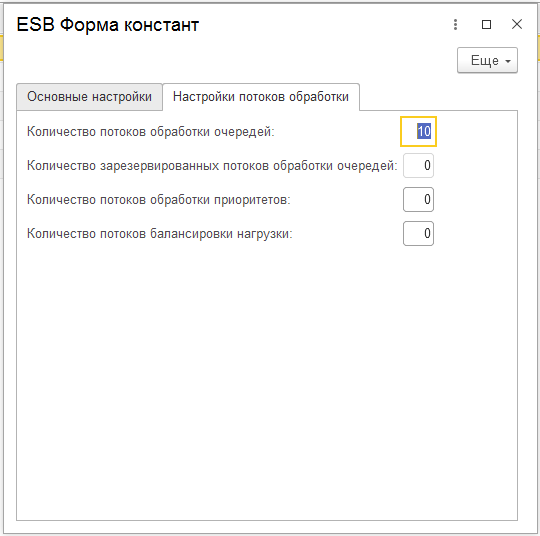 ESB Форма констант
Еще
Основные настройки
Настройки потоков обработки
Количество потоков обработки очередей: 10
Количество зарезервированных потоков обработки очередей: 0
Количество потоков обработки приоритетов: 0
Количество потоков балансировки нагрузки: 0